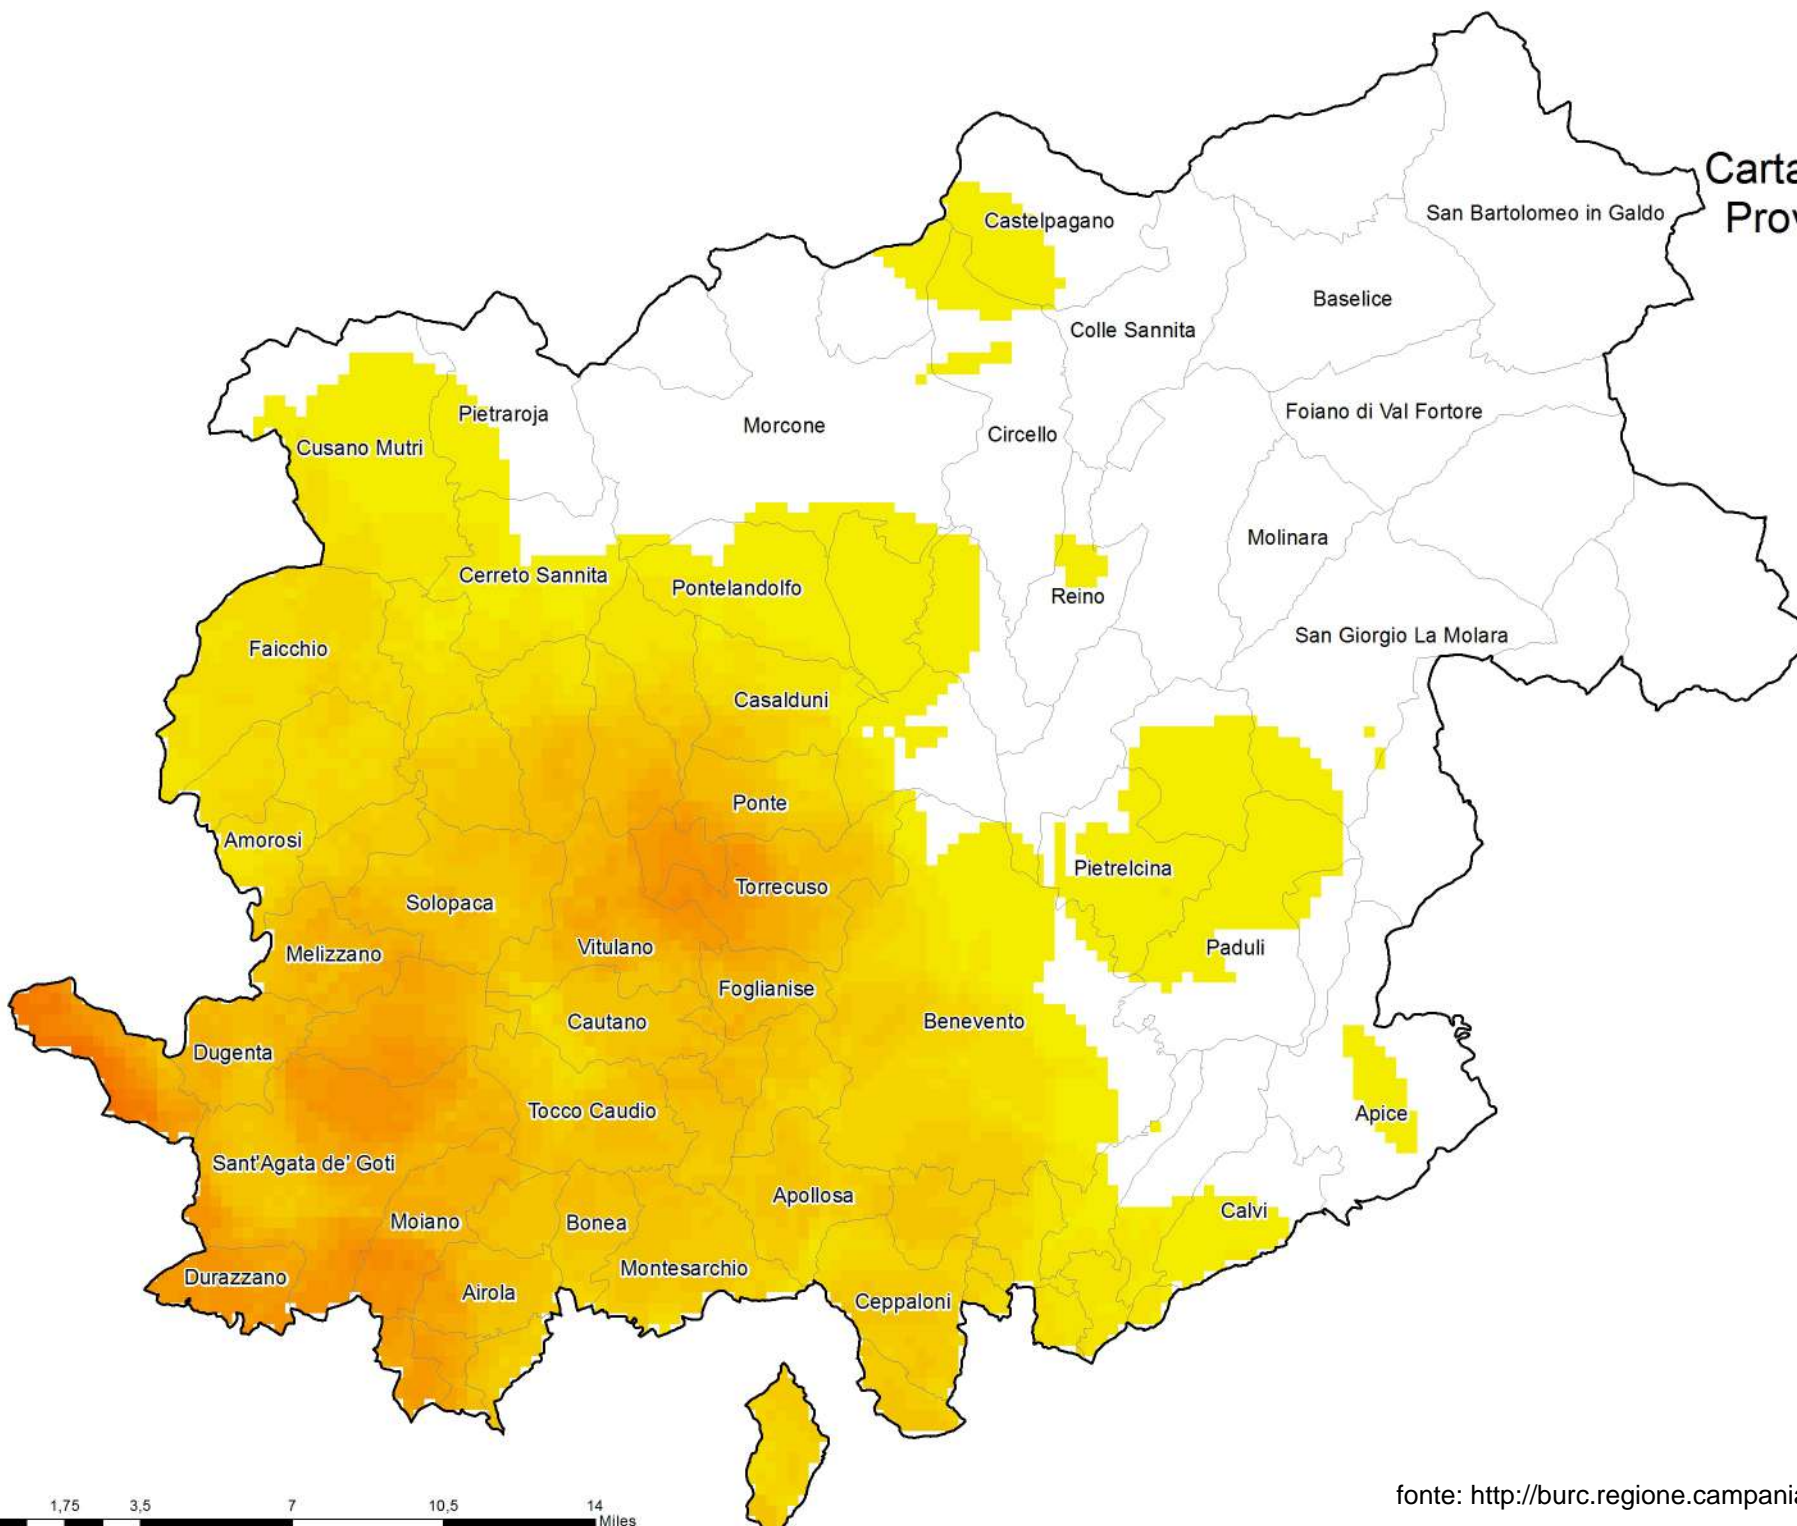 Carta
Prov
San Bartolomeo in Galdo
Castelpagano
Baselice
Colle Sannita
Foiano di Val Fortore
Pietraroja
Morcone
Circello
Cusano Mutri
Molinara
Cerreto Sannita
Pontelandolfo
Reino
San Giorgio La Molara
Faicchio
Casalduni
Ponte
Amorosi
Pietrelcina
Torrecuso
Solopaca
Vitulano
Paduli
Melizzano
Foglianise
Cautano
Benevento
Dugenta
Tocco Caudio
Apice
Sant'Agata de' Goti
Apollosa
Calvi
Moiano
Bonea
Montesarchio
Durazzano
Airola
Ceppaloni
fonte: http://burc.regione.campania
1,75 3,5 7 10,5 14
Miles